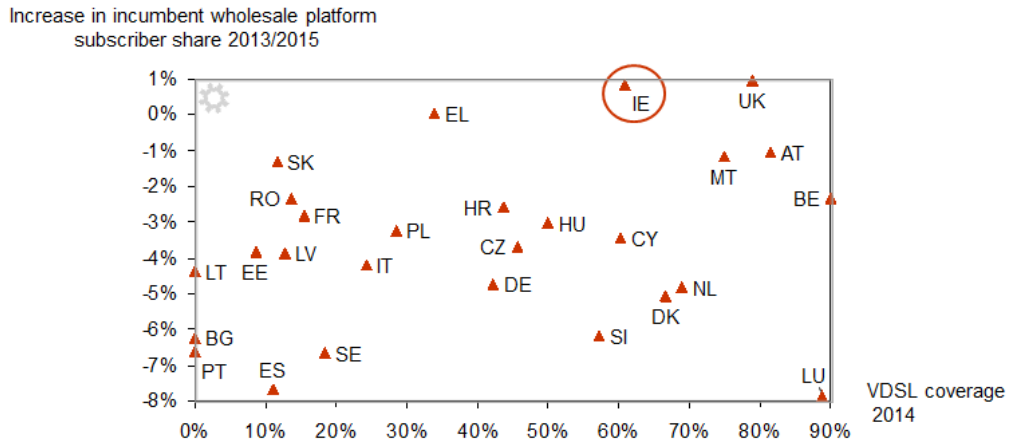 Increase in incumbent wholesale platform
subscriber share 2013/2015
1%
0%
-1%
-2%
-3%
-4%
-5%
-6%
-7%
-8%
IE
UK
EL
SK
AT
MT
RO
BE
FR
HR
HU
PL
CY
CZ
LV
EE
IT
LT
DE
NL
DK
BG
SI
SE
PT
ES
LU
VDSL coverage
2014
0% 10% 20% 30% 40% 50% 60% 70% 80% 90%